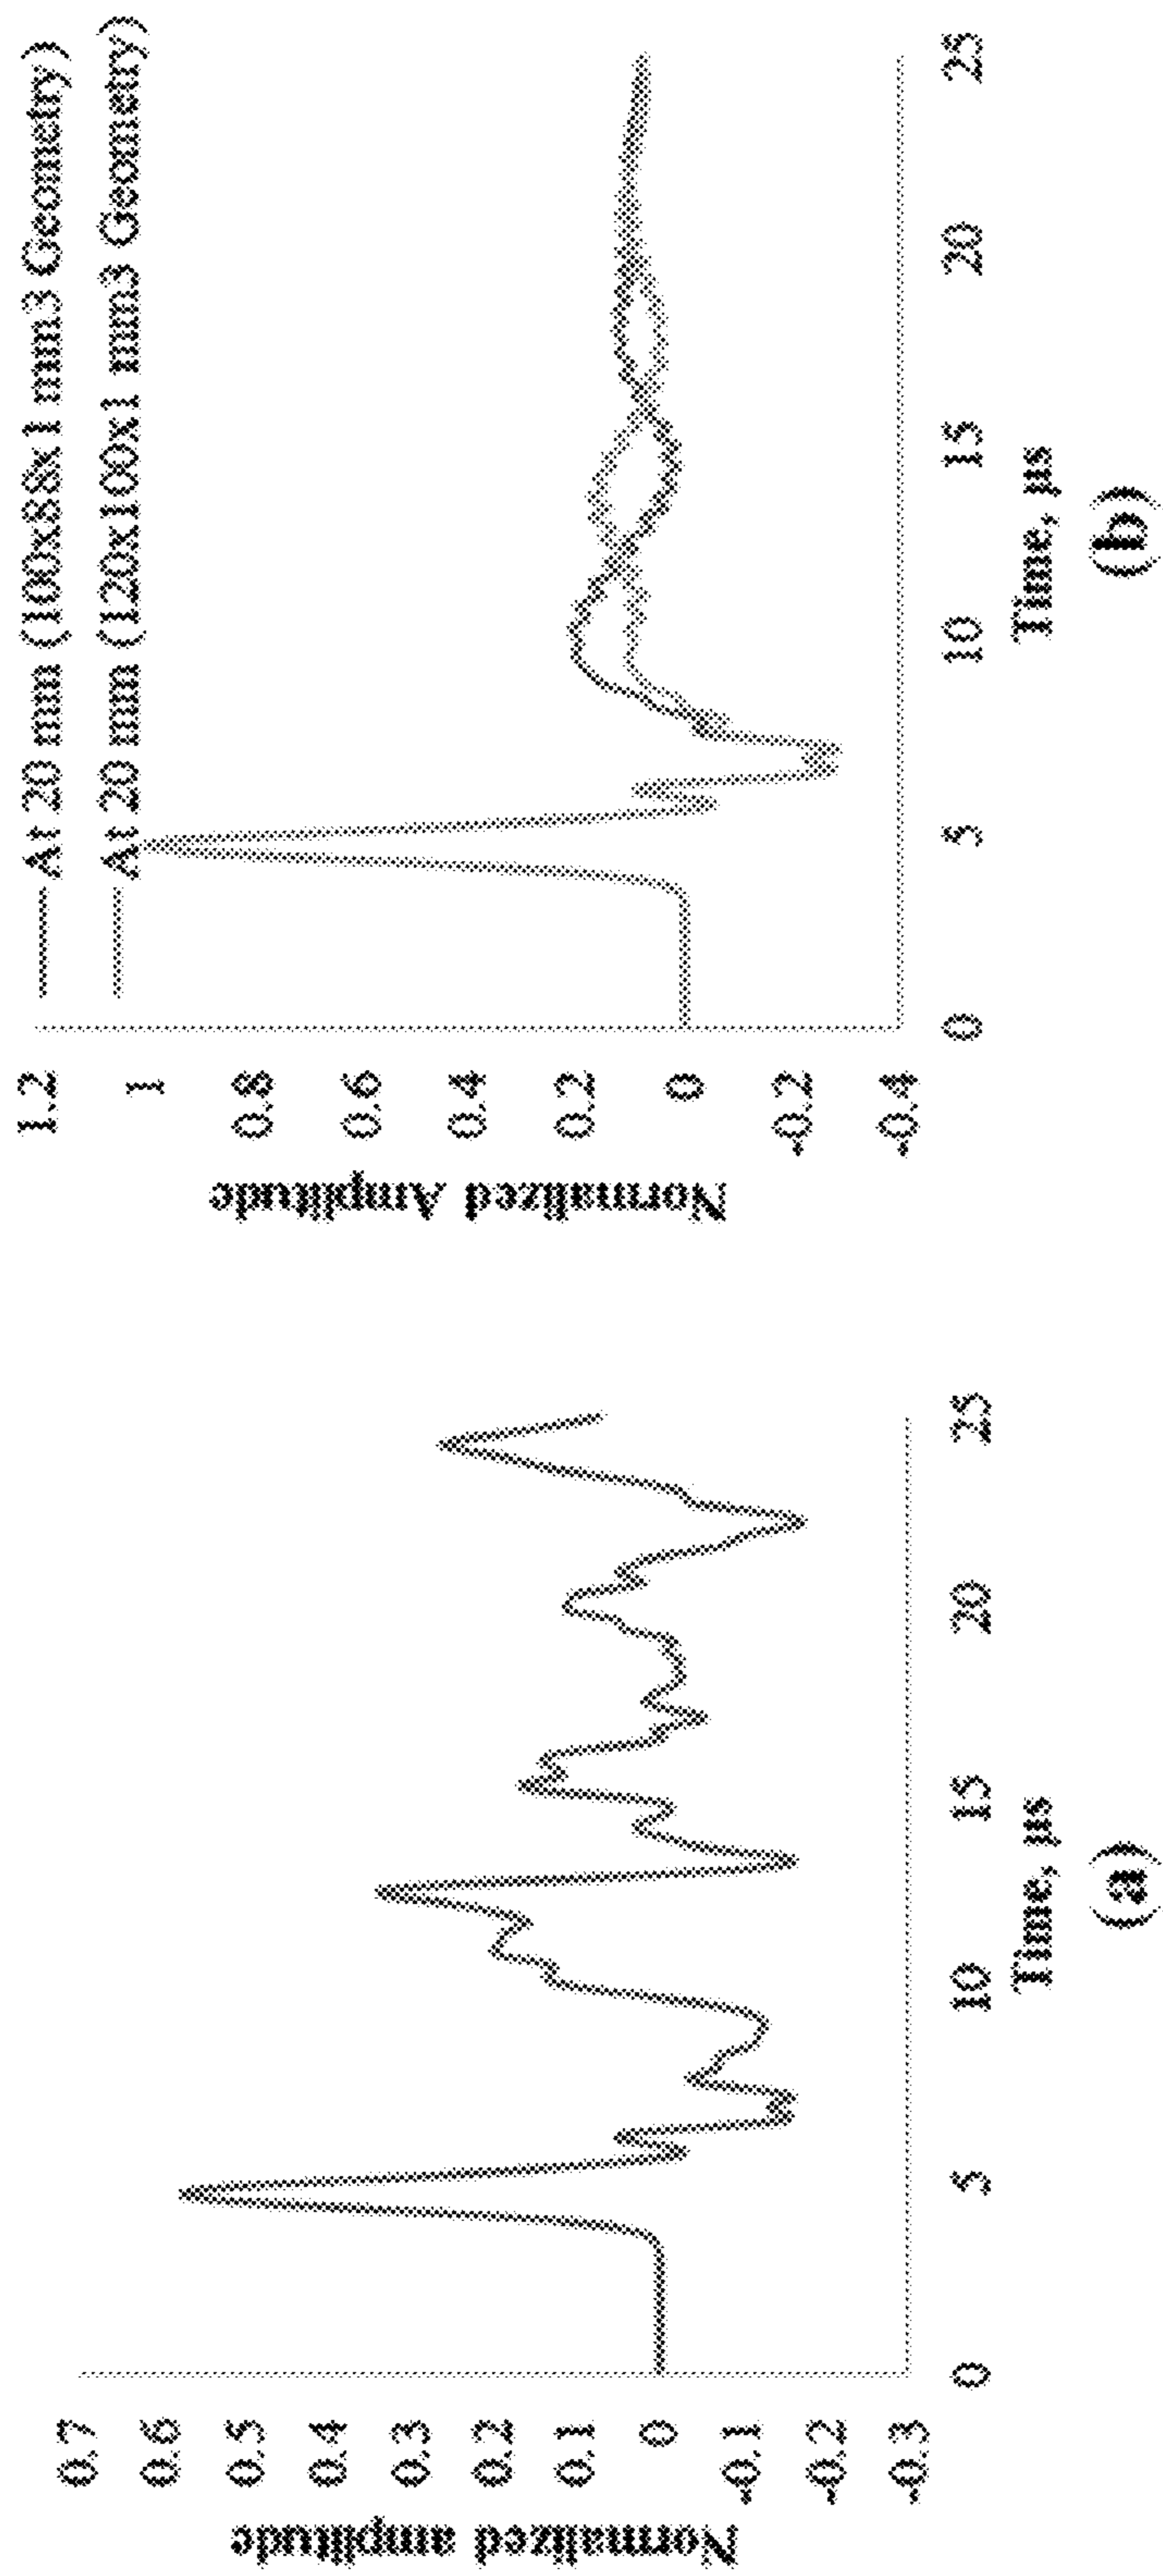 Normalized amplitude
0.7
0.6
0.5
0.4
0.3
0.2
0.1
0
-0.1
-0.2
-0.3
0 5 10 15 20 25
Time, µs
(a)
At 20 mm (100x88x1 mm3 Geometry)
At 20 mm (120x100x1 mm3 Geometry)
Normalized Amplitude
1.2
1
0.8
0.6
0.4
0.2
0
-0.2
-0.4
0 5 10 15 20 25
Time, µs
(b)